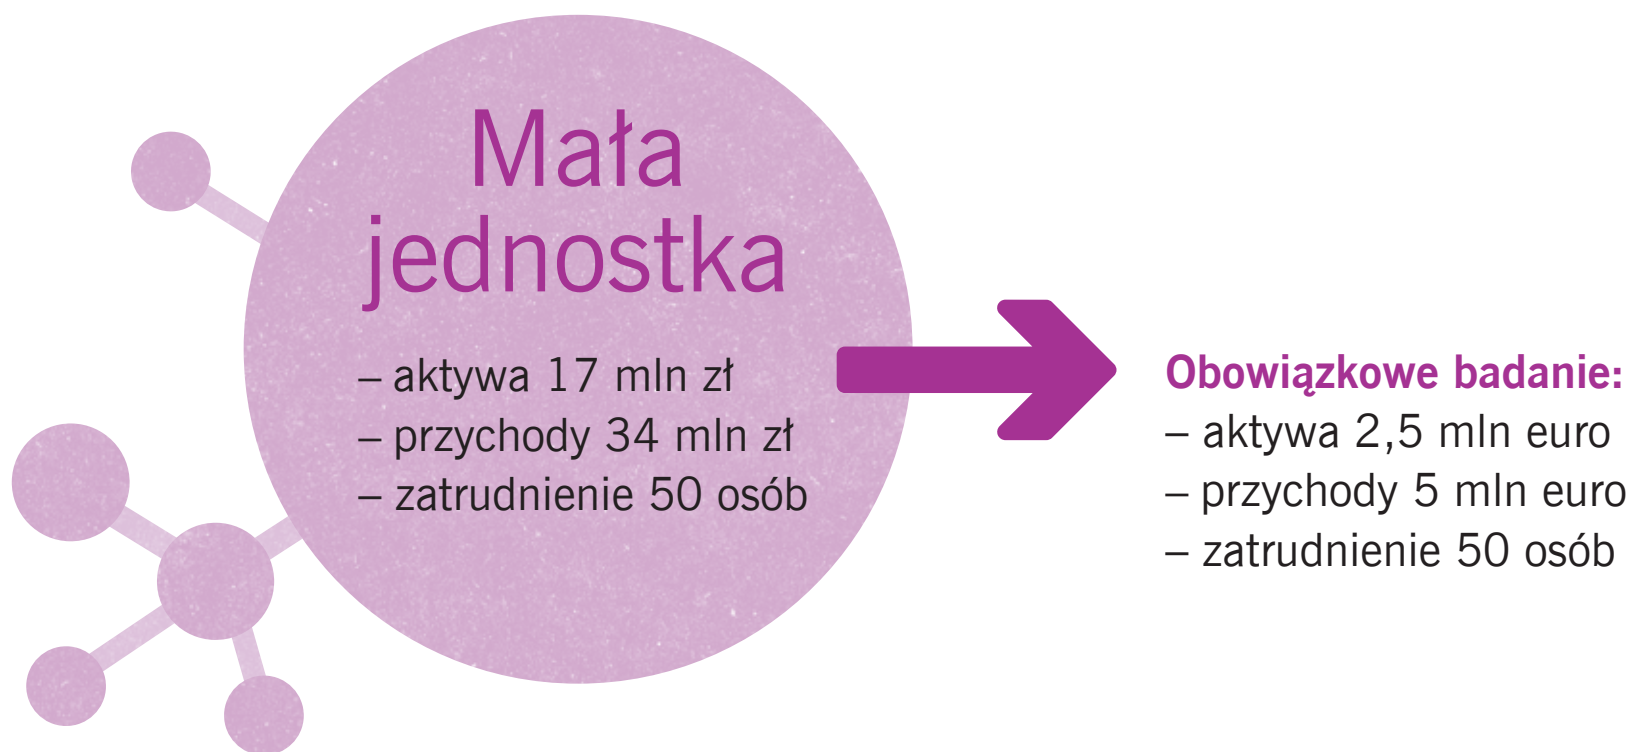 Mała
jednostka
– aktywa 17 mln zł
– przychody 34 mln zł
– zatrudnienie 50 osób
Obowiązkowe badanie:
– aktywa 2,5 mln euro
– przychody 5 mln euro
– zatrudnienie 50 osób